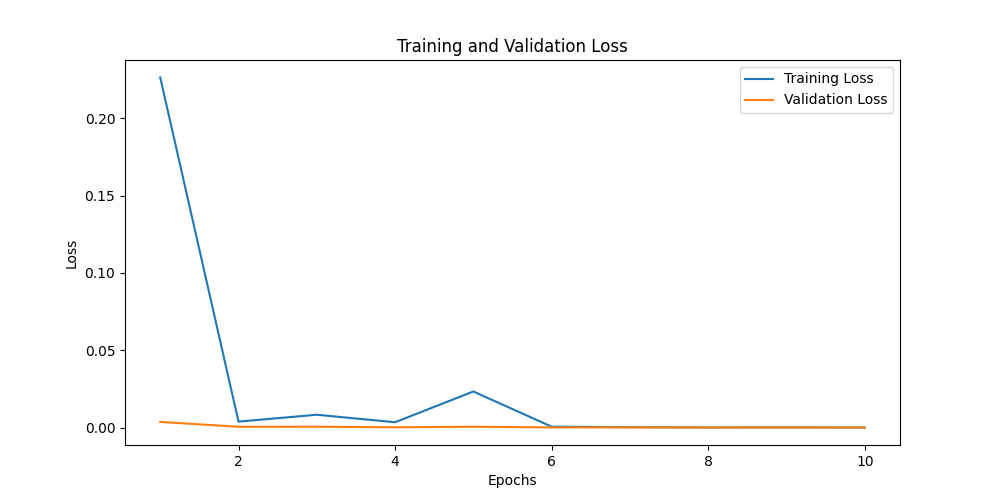 Training and Validation Loss
Training Loss
Validation Loss
0.20
0.15
0.10
0.05
0.00
Loss
2
4
6
8
10
Epochs